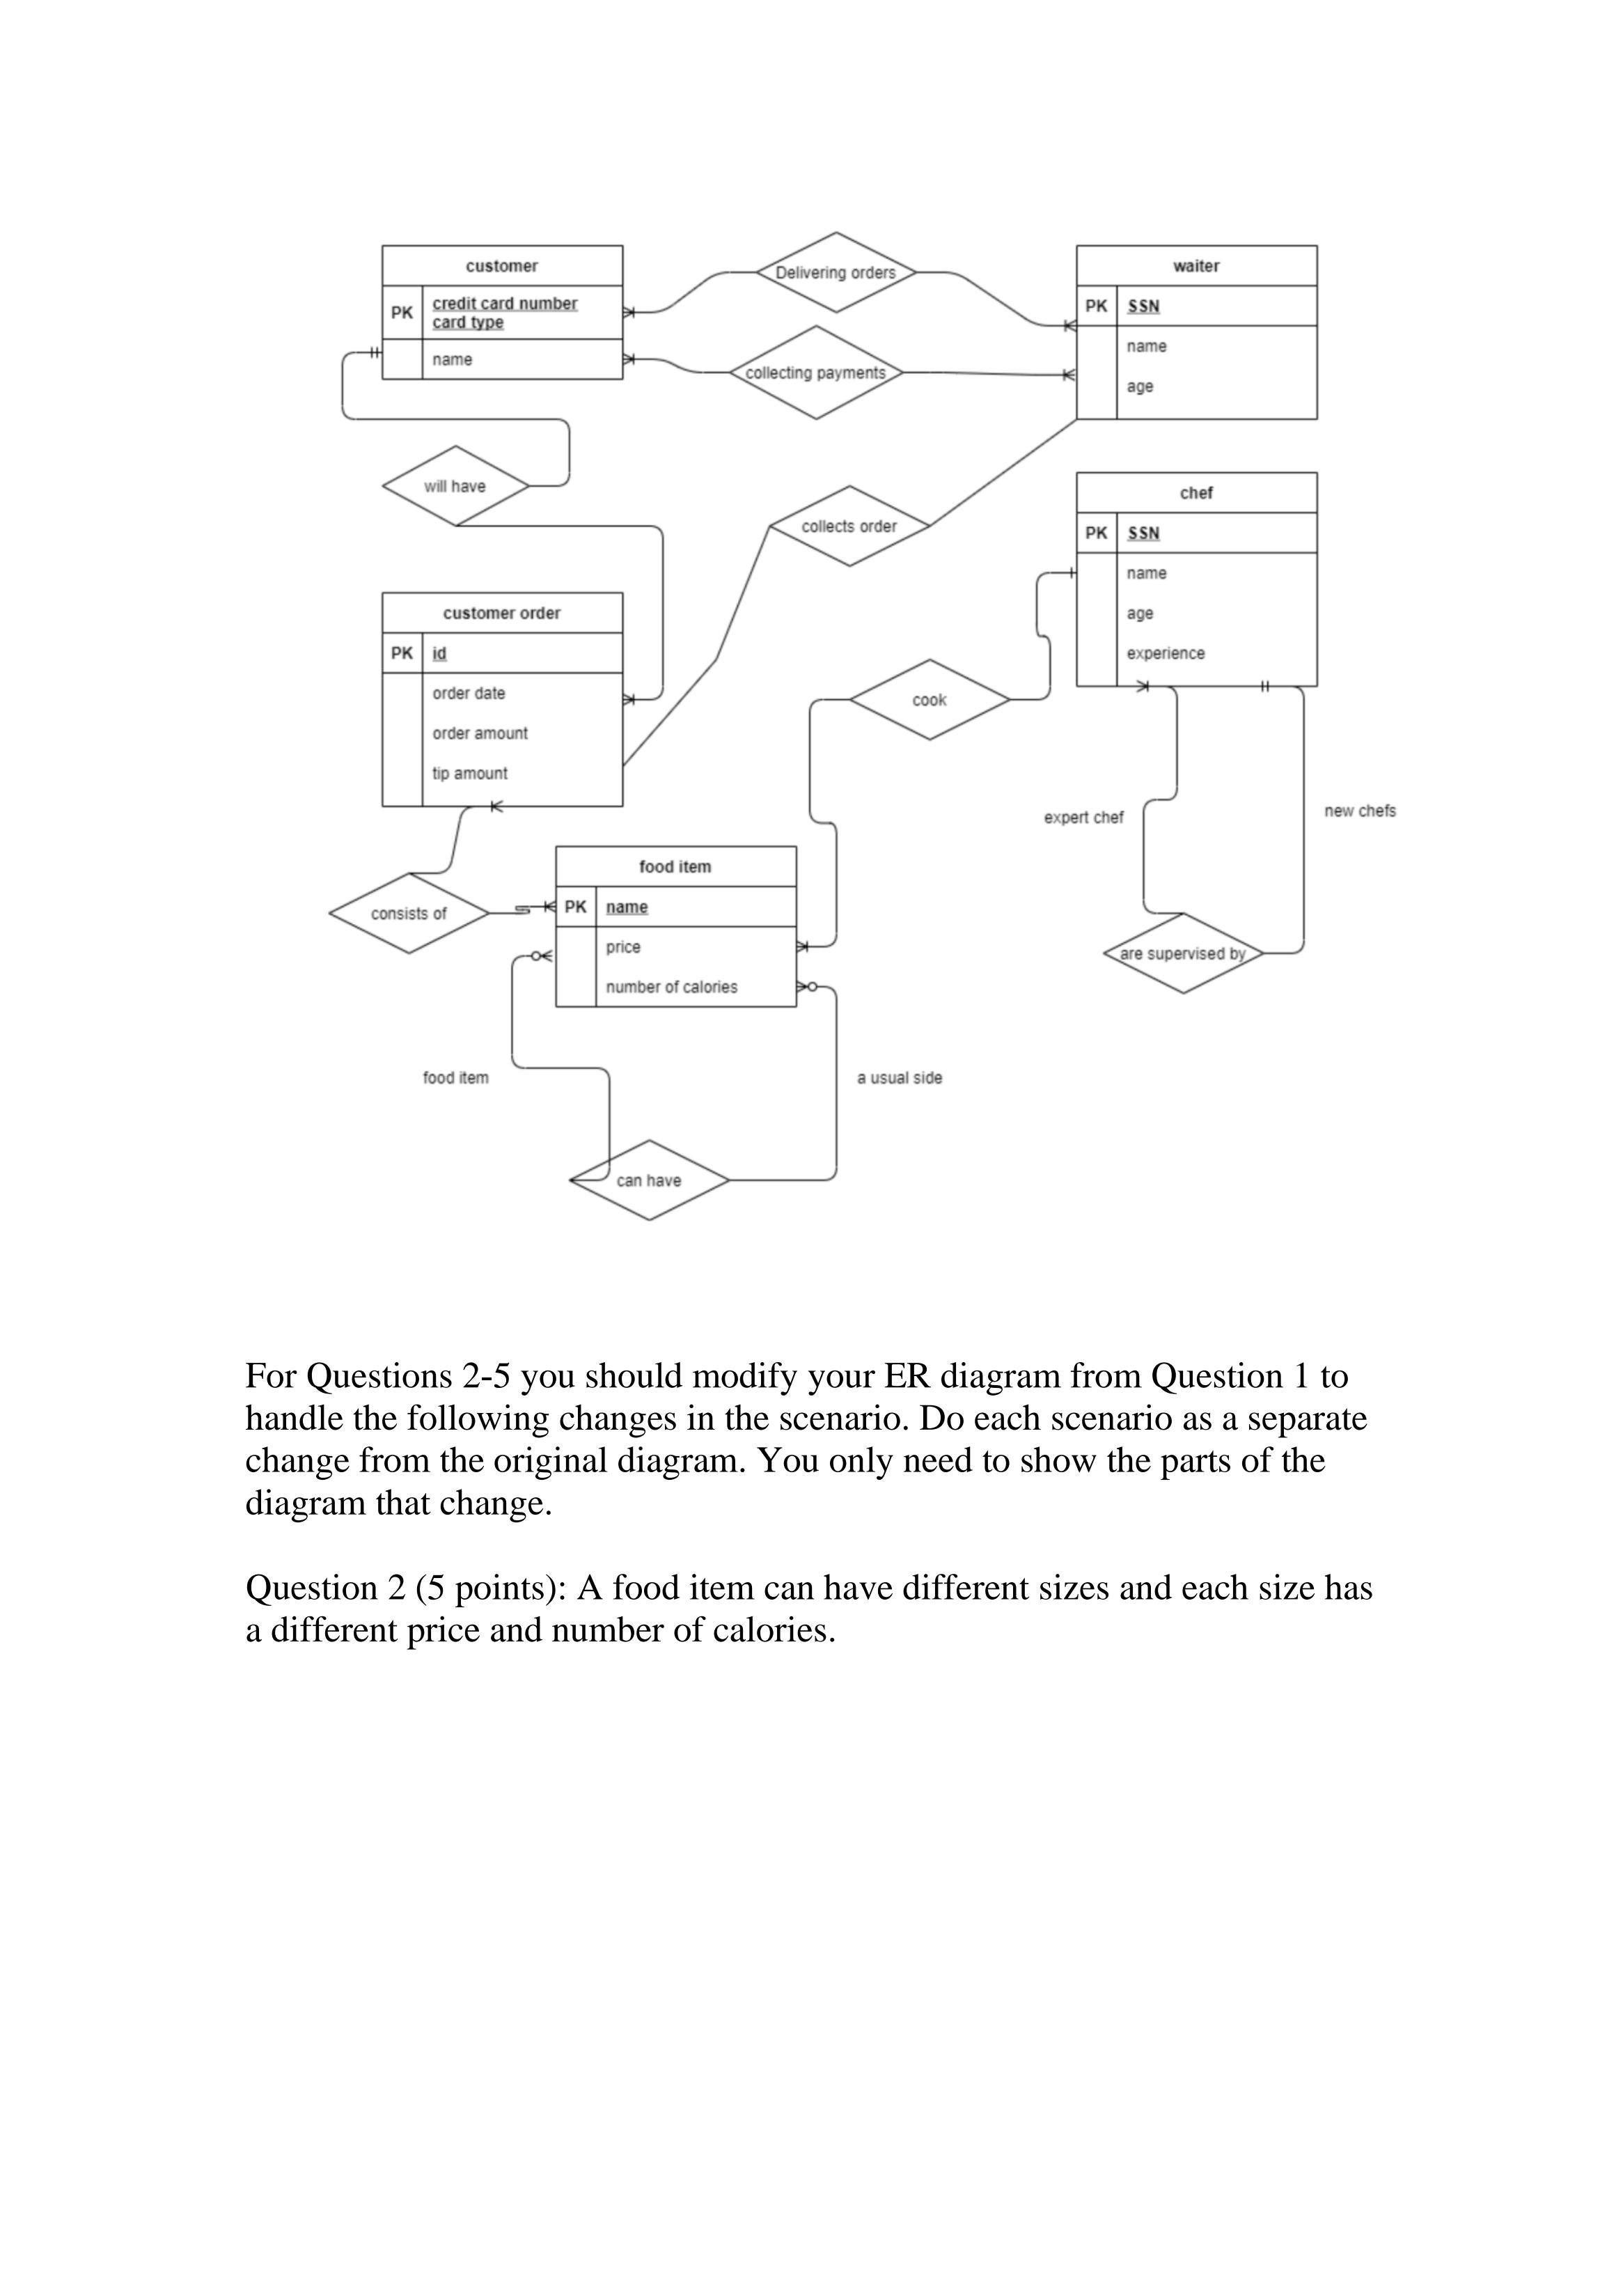 customer
PK
credit card number
card type
name
Delivering orders
collecting payments
waiter
PK
SSN
name
age
will have
collects order
chef
PK
SSN
name
age
experience
customer order
PK
id
order date
order amount
tip amount
cook
expert chef
new chefs
food item
PK
name
price
number of calories
consists of
are supervised by
food item
a usual side
can have
For Questions 2-5 you should modify your ER diagram from Question 1 to
handle the following changes in the scenario. Do each scenario as a separate
change from the original diagram. You only need to show the parts of the
diagram that change.
Question 2 (5 points): A food item can have different sizes and each size has
a different price and number of calories.